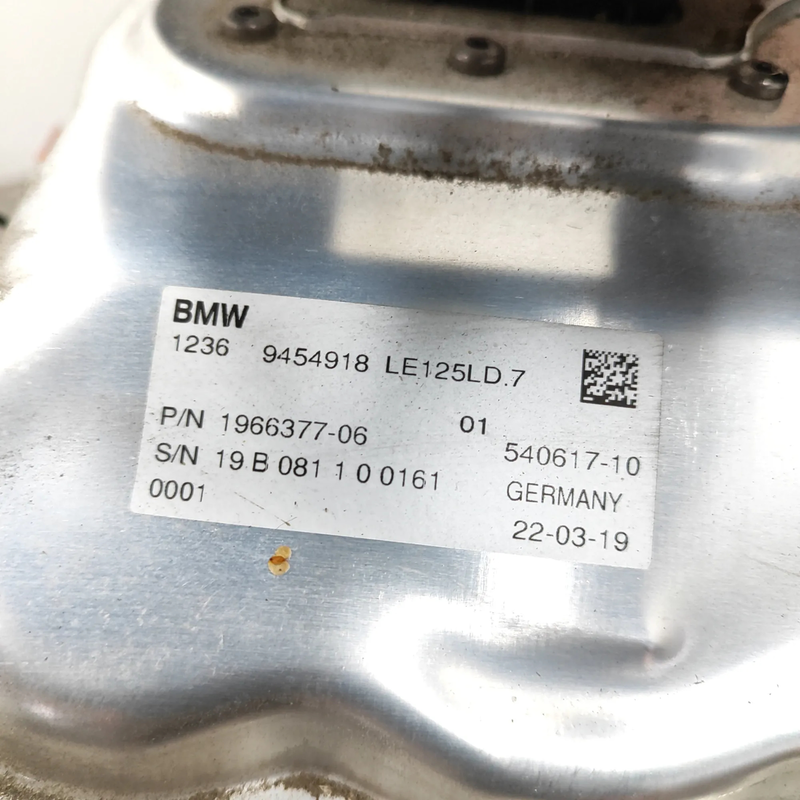 BMW
1236 9454918 LE125LD.7
P/N 1966377-06 01
540617-10
S/N 19 B 081 1 0 0161
GERMANY
0001
22-03-19